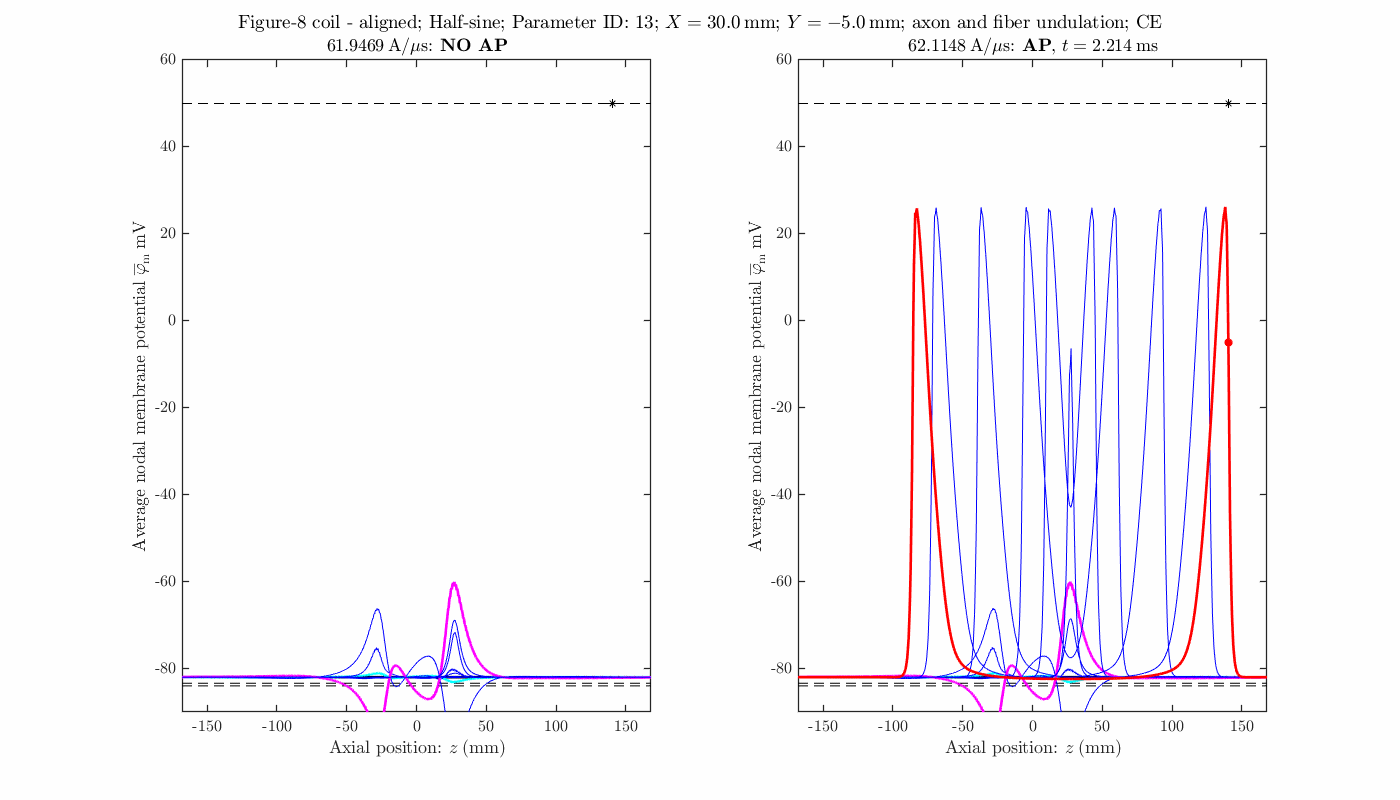 Figure-8 coil - aligned; Half-sine; Parameter ID: 13; X = 30.0 mm; Y = −5.0 mm; axon and fiber undulation; CE
61.9469 A/μs: NO AP
62.1148 A/μs: AP, t = 2.214 ms
60
40
20
0
-20
-40
-60
-80
-150 -100 -50 0 50 100 150
Axial position: z (mm)
Average nodal membrane potential φ̅m mV
60
40
20
0
-20
-40
-60
-80
-150 -100 -50 0 50 100 150
Axial position: z (mm)
Average nodal membrane potential φ̅m mV